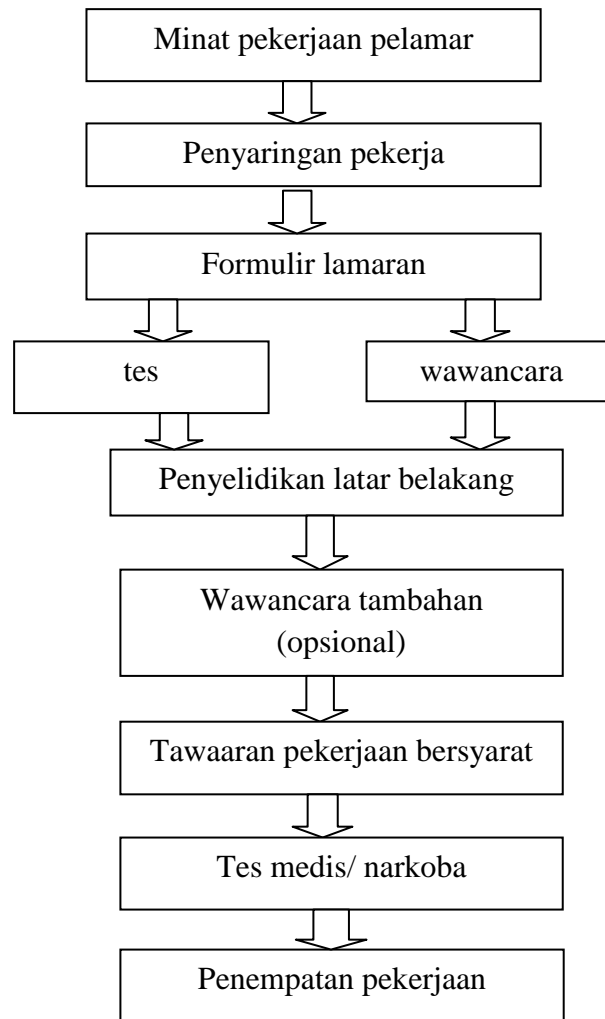 Minat pekerjaan pelamar
Penyaringan pekerja
Formulir lamaran
tes
wawancara
Penyelidikan latar belakang
Wawancara tambahan
(opsional)
Tawaaran pekerjaan bersyarat
Tes medis/ narkoba
Penempatan pekerjaan